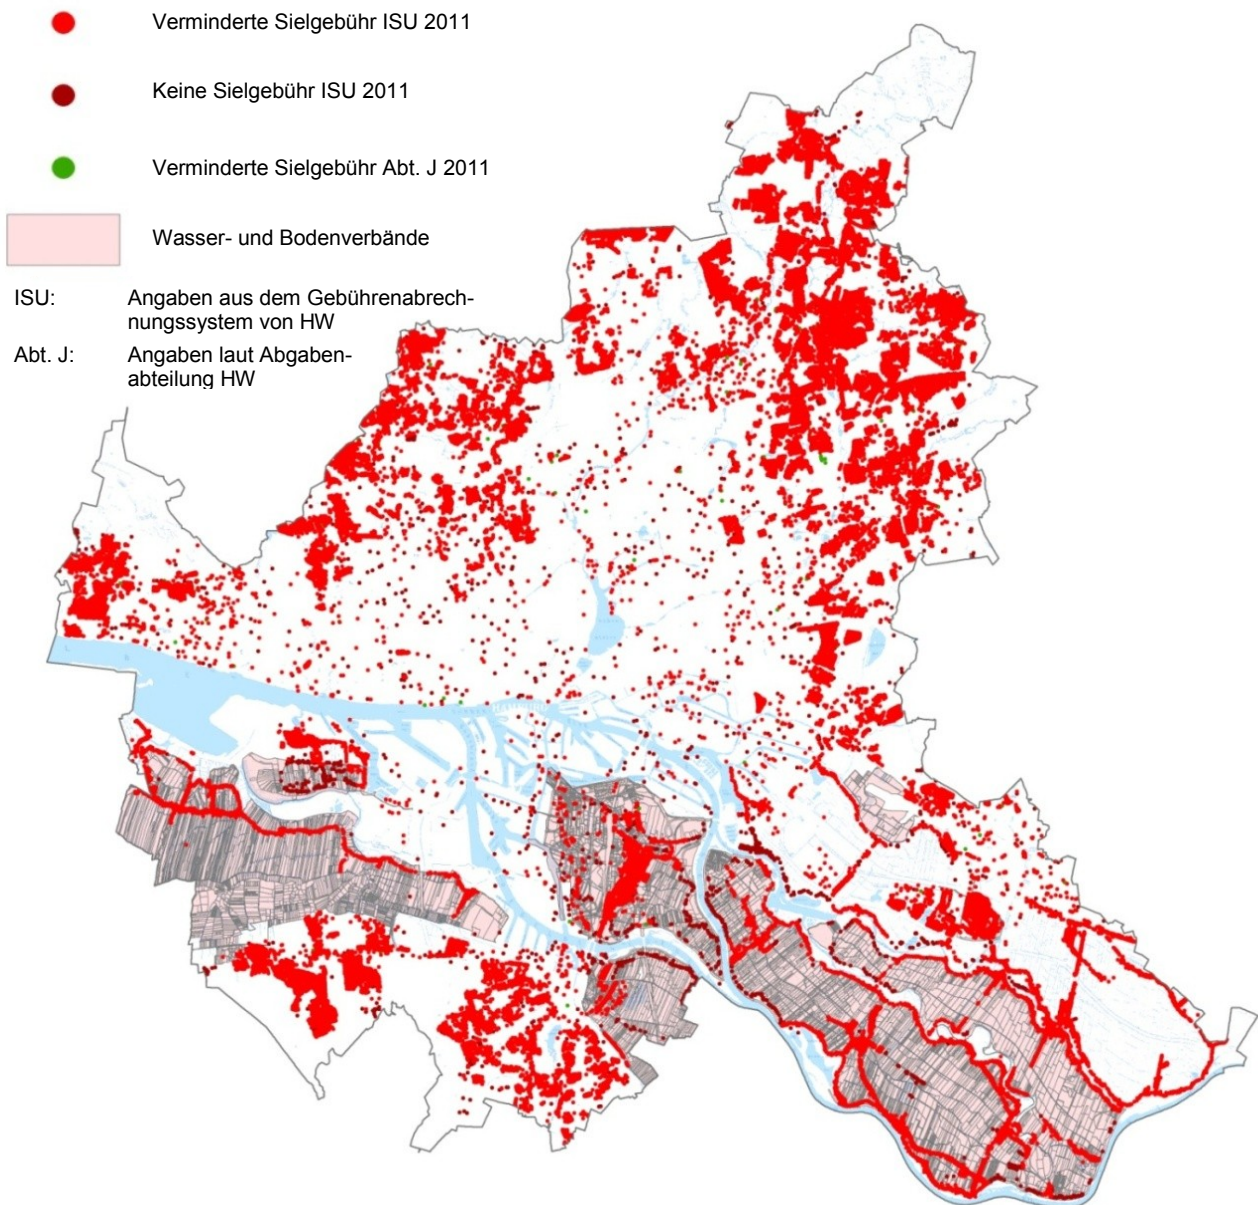 Verminderte Sielgebühr ISU 2011
Keine Sielgebühr ISU 2011
Verminderte Sielgebühr Abt. J 2011
Wasser- und Bodenverbände
ISU: Angaben aus dem Gebührenabrech-
nungssystem von HW
Abt. J: Angaben laut Abgaben-
abteilung HW
HAMBURG